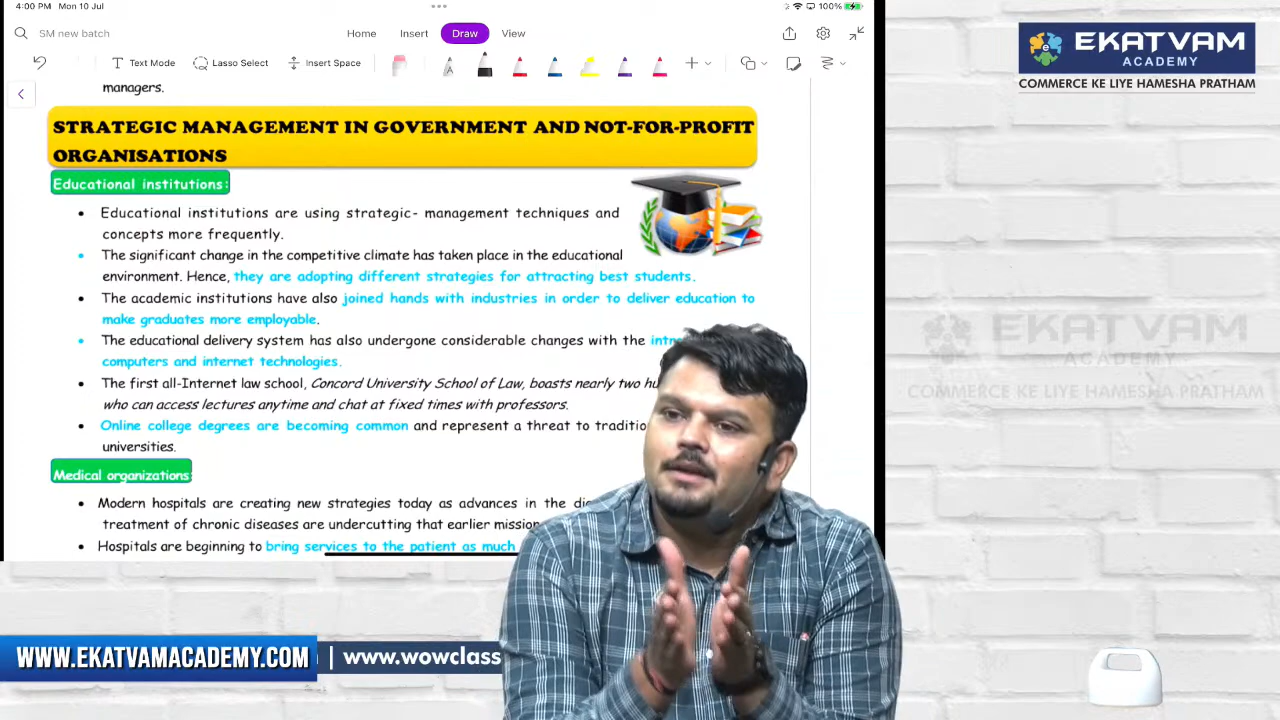 4:00 PM Mon 10 Jul
100%
SM new batch
Home
Insert
Draw
View
Text Mode
Lasso Select
Insert Space
managers.
STRATEGIC MANAGEMENT IN GOVERNMENT AND NOT-FOR-PROFIT
ORGANISATIONS
Educational institutions:
• Educational institutions are using strategic- management techniques and
concepts more frequently.
• The significant change in the competitive climate has taken place in the educational
environment. Hence, they are adopting different strategies for attracting best students.
• The academic institutions have also joined hands with industries in order to deliver education to
make graduates more employable.
• The educational delivery system has also undergone considerable changes with the
computers and internet technologies.
• The first all-Internet law school, Concord University School of Law, boasts nearly two
who can access lectures anytime and chat at fixed times with professors.
• Online college degrees are becoming common and represent a threat to
universities.
Medical organizations:
• Modern hospitals are creating new strategies today as advances in the
treatment of chronic diseases are undercutting that earlier mission
• Hospitals are beginning to bring services to the patient as much
EKATVAM
ACADEMY
COMMERCE KE LIYE HAMESHA PRATHAM
EKATVAM
ACADEMY
COMMERCE KE LIYE HAMESHA PRATHAM
WWW.EKATVAMACADEMY.COM
| www.wowclass